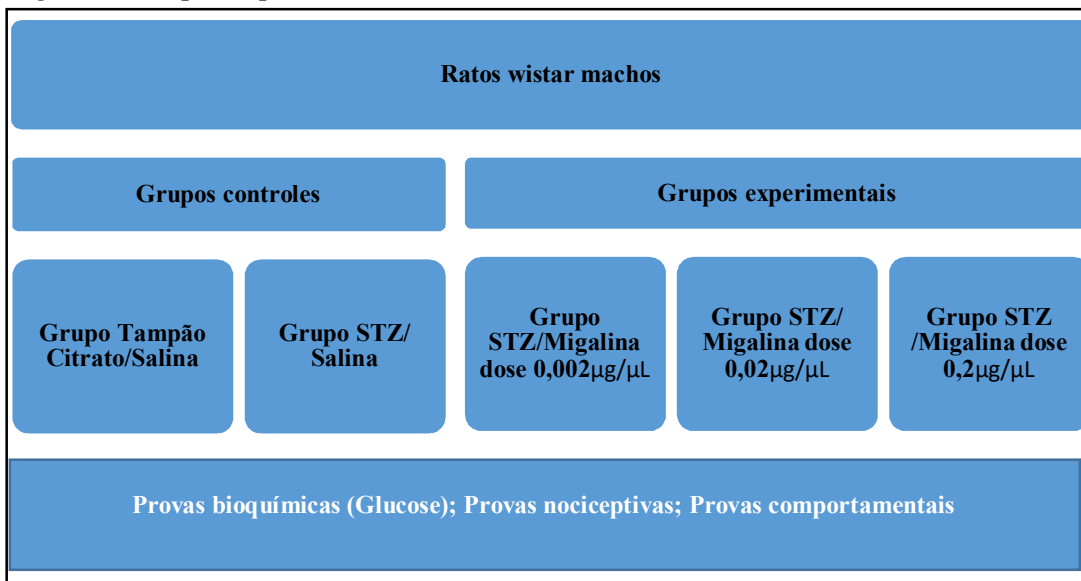 Ratos wistar machos
Grupos controles
Grupos experimentais
Grupo Tampão
Citrato/Salina
Grupo STZ/
Salina
Grupo
STZ/Migalina
dose 0,002µg/µL
Grupo STZ/
Migalina dose
0,02µg/µL
Grupo STZ
/Migalina dose
0,2µg/µL
Provas bioquímicas (Glucose); Provas nociceptivas; Provas comportamentais